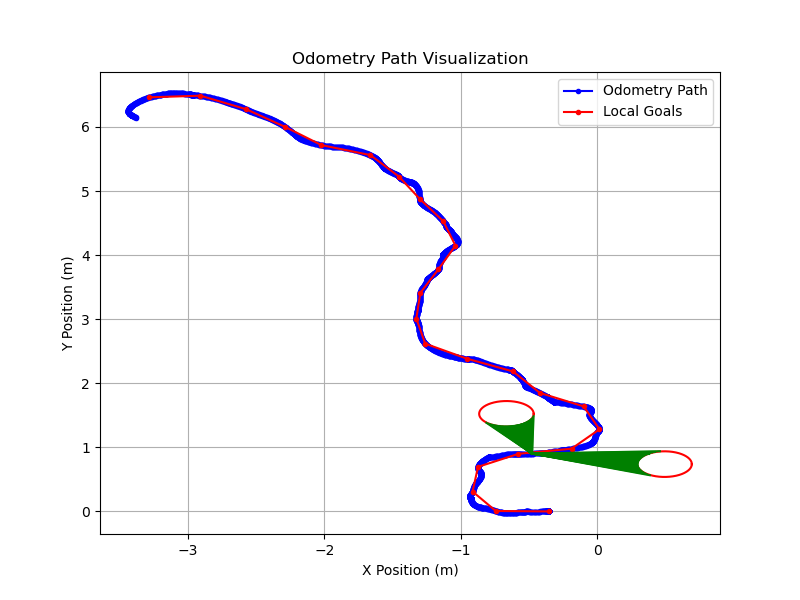 Odometry Path Visualization
Odometry Path
Local Goals
Y Position (m)
6
5
4
3
2
1
0
−3
−2
−1
0
X Position (m)